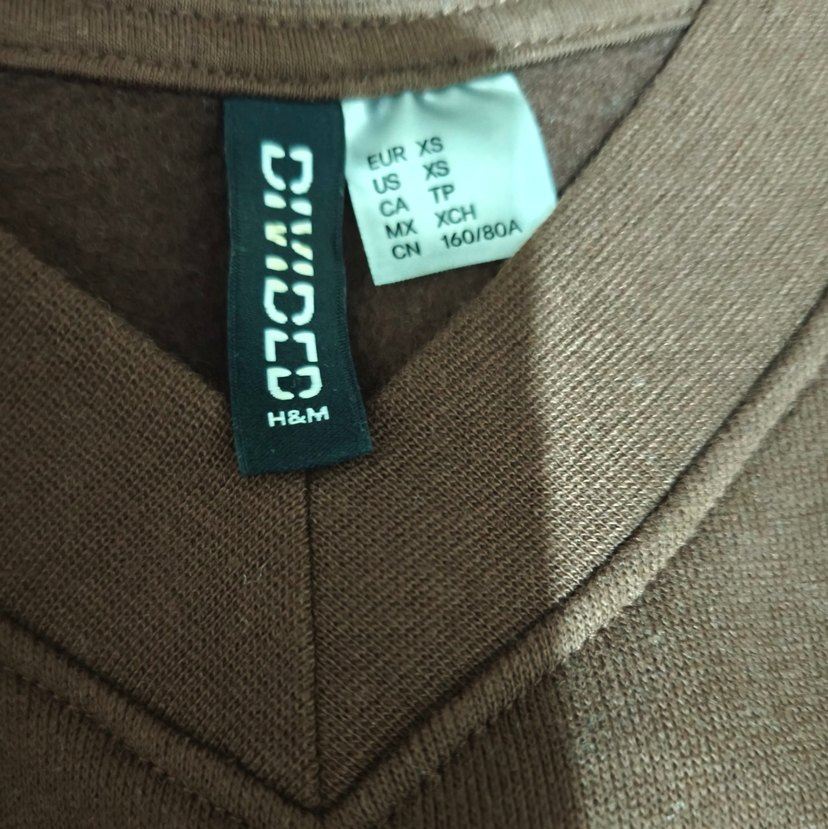 DIVIDED
H&M
EUR XS
US XS
CA TP
MX XCH
CN 160/80A